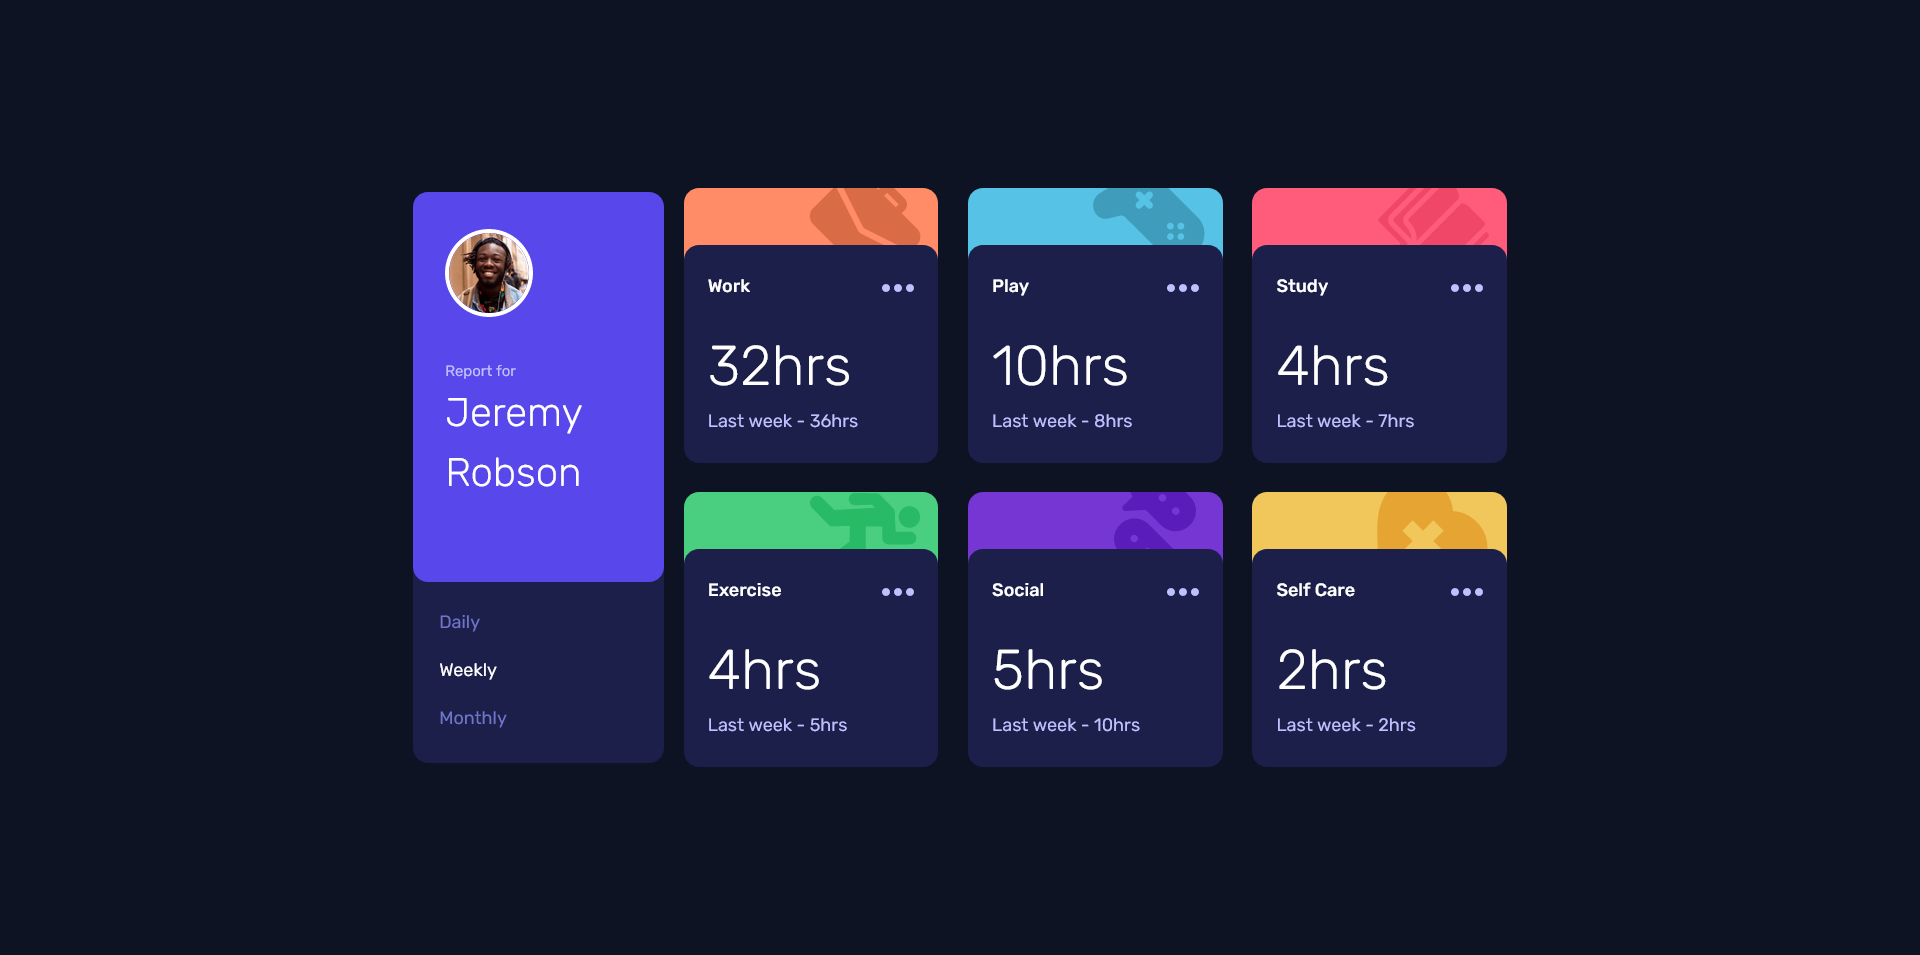 Report for
Jeremy
Robson
Daily
Weekly
Monthly
Work
32hrs
Last week - 36hrs
Play
10hrs
Last week - 8hrs
Study
4hrs
Last week - 7hrs
Exercise
4hrs
Last week - 5hrs
Social
5hrs
Last week - 10hrs
Self Care
2hrs
Last week - 2hrs